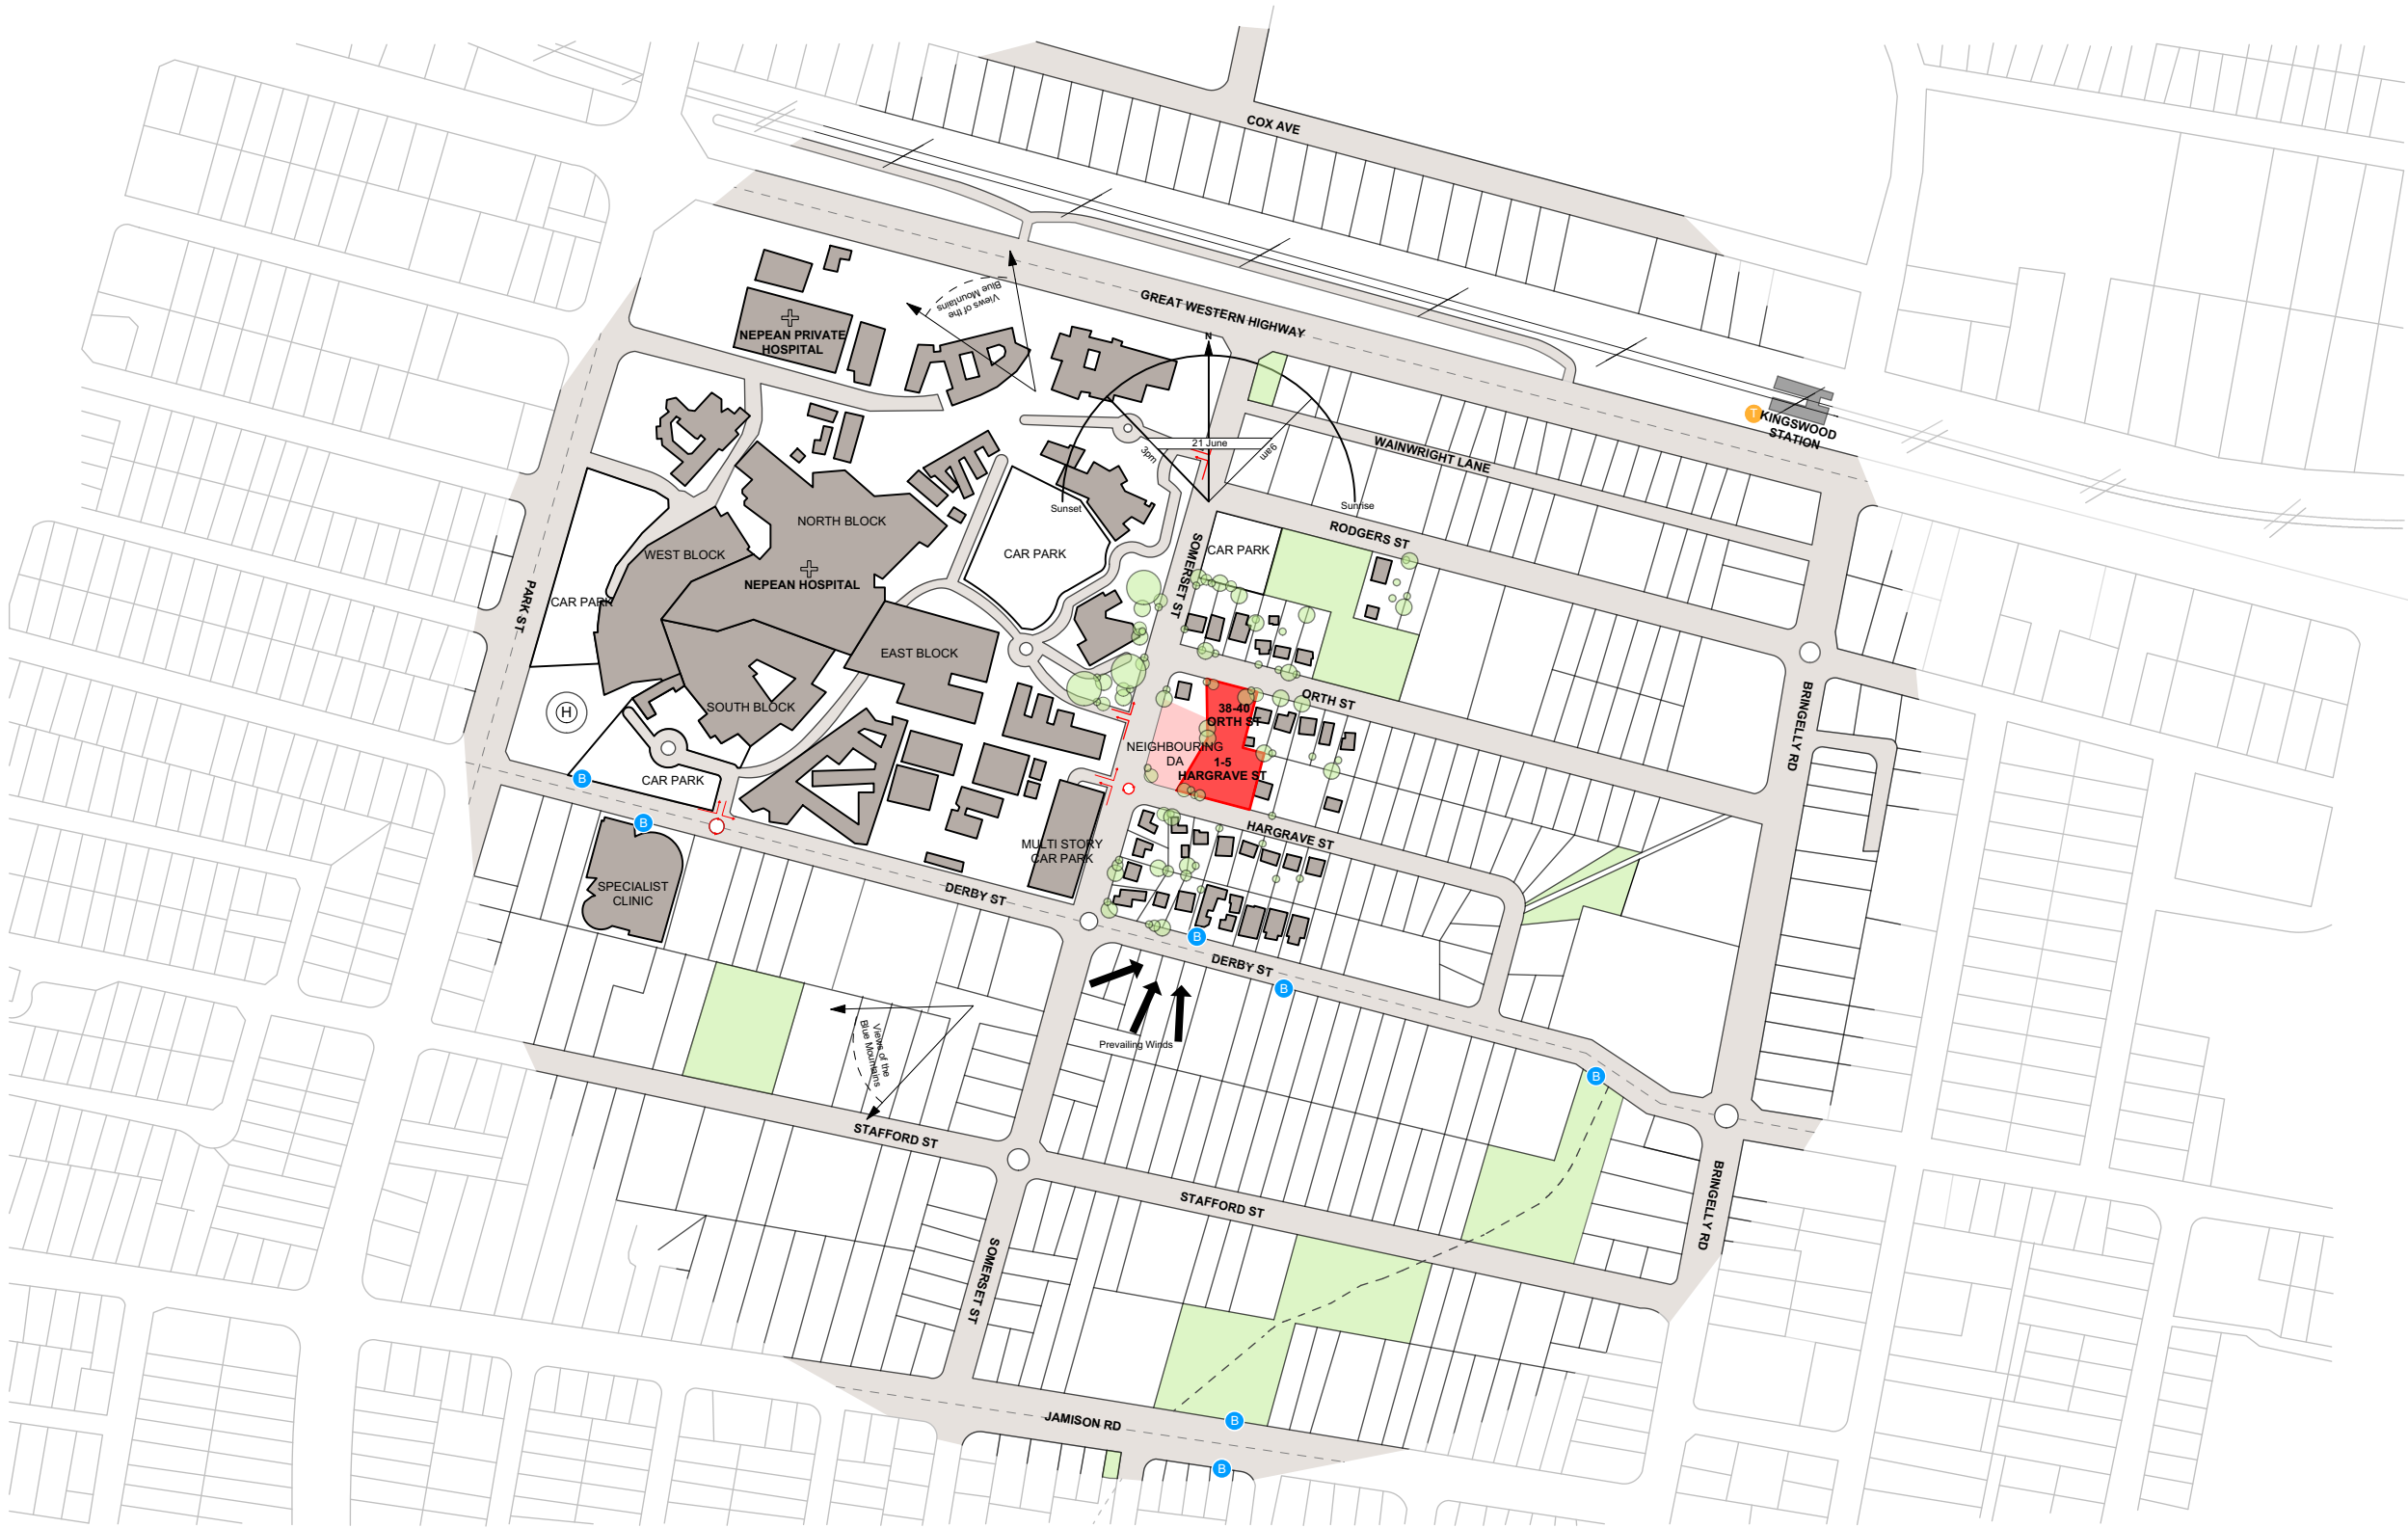 COX AVE
GREAT WESTERN HIGHWAY
Views of the
Blue Mountains
NEPEAN PRIVATE
HOSPITAL
N
T
KINGSWOOD
STATION
21 June
3pm
9am
Sunset
Sunrise
WAINWRIGHT LANE
RODGERS ST
NORTH BLOCK
WEST BLOCK
NEPEAN HOSPITAL
CAR PARK
CAR PARK
SOMERSET ST
CAR PARK
PARK ST
EAST BLOCK
SOUTH BLOCK
H
CAR PARK
B
B
ORTH ST
38-40
ORTH ST
NEIGHBOURING
DA
1-5
HARGRAVE ST
BRINGELLY RD
HARGRAVE ST
MULTI STORY
CAR PARK
SPECIALIST
CLINIC
DERBY ST
B
DERBY ST
B
Prevailing Winds
Views of the
Blue Mountains
B
STAFFORD ST
STAFFORD ST
BRINGELLY RD
SOMERSET ST
JAMISON RD
B
B